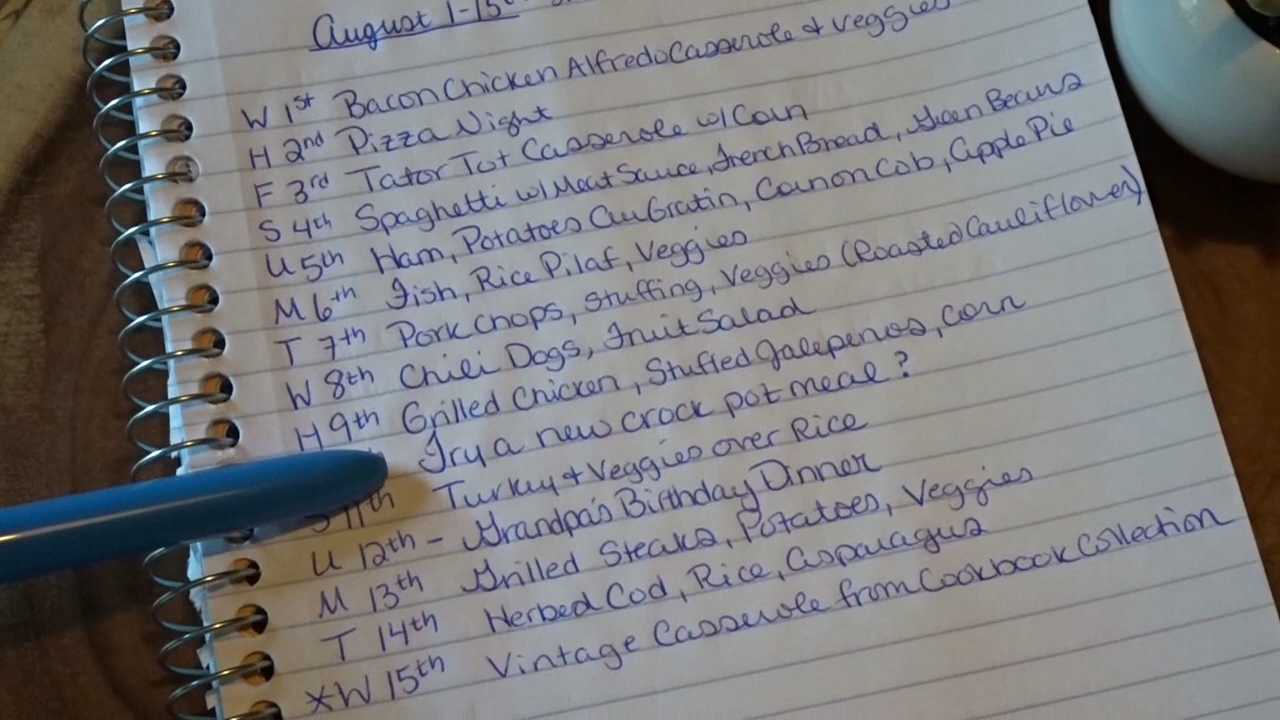 August 1-15th
W 1st Bacon Chicken Alfredo Casserole & Veggies
H 2nd Pizza Night
F 3rd Tator Tot Casserole w/ Corn
S 4th Spaghetti w/ Meat Sauce, French Bread, Green Beans
U 5th Ham, Potatoes Au Gratin, Corn on Cob, Apple Pie
M 6th Fish, Rice Pilaf, Veggies
T 7th Pork Chops, Stuffing, Veggies (Roasted Cauliflower)
W 8th Chili Dogs, Fruit Salad
H 9th Grilled Chicken, Stuffed Jalepenos, Corn
Try a new crock pot meal?
S 11th Turkey & Veggies over Rice
U 12th - Grandpa's Birthday Dinner
M 13th Grilled Steaks, Potatoes, Veggies
T 14th Herbed Cod, Rice, Asparagus
*W 15th Vintage Casserole from Cookbook Collection